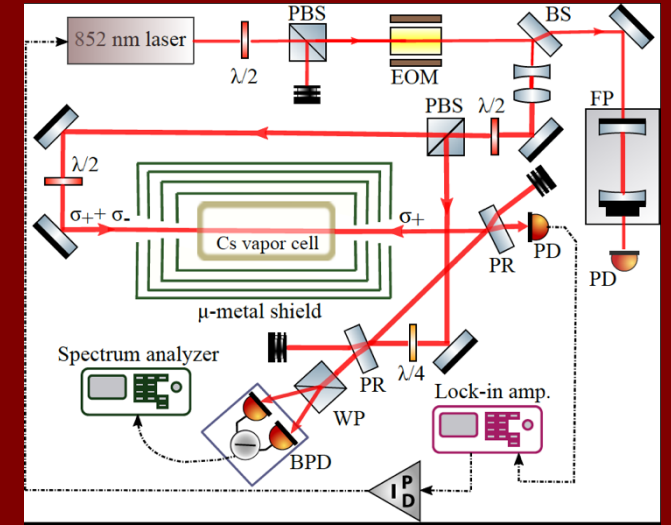 PBS
BS
852 nm laser
λ/2
EOM
PBS
λ/2
FP
λ/2
σ₊+ σ₋
σ₊
Cs vapor cell
PR
PD
PD
μ-metal shield
Spectrum analyzer
PR
λ/4
WP
Lock-in amp.
BPD
I P D